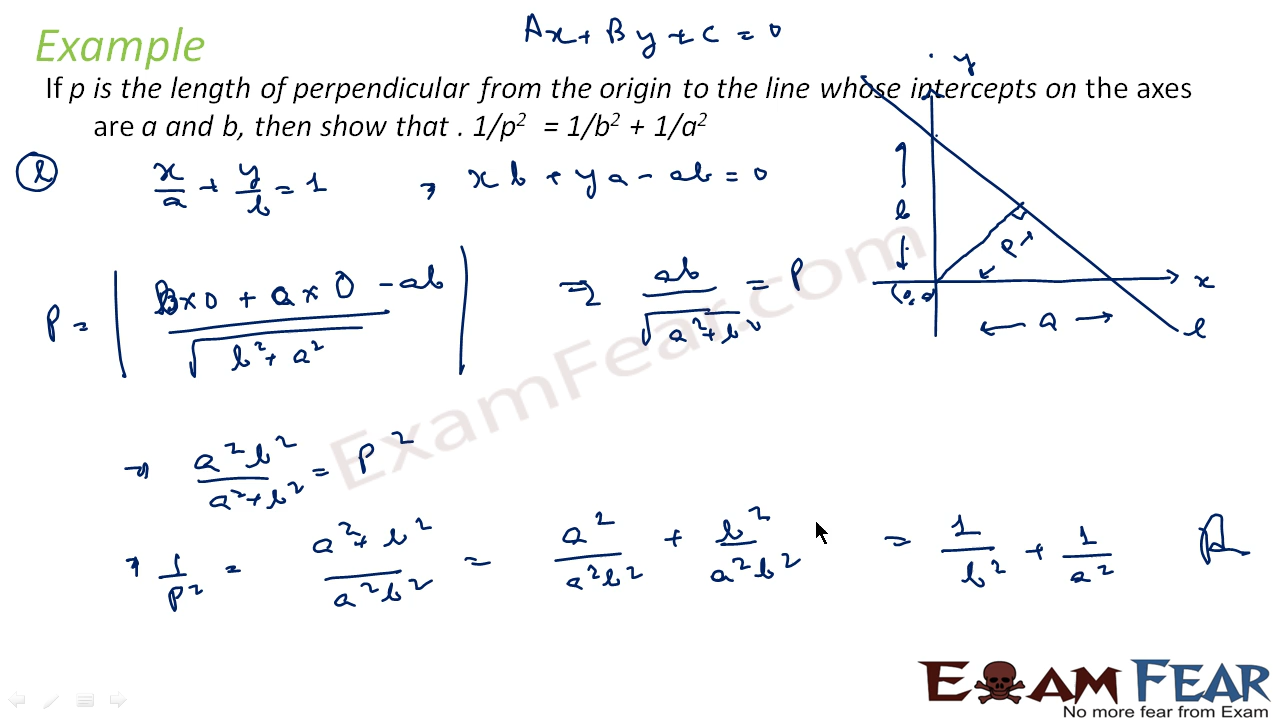 Example
Ax + By + C = 0
If p is the length of perpendicular from the origin to the line whose intercepts on the axes
are a and b, then show that . 1/p² = 1/b² + 1/a²
l
x/a + y/b = 1 → xb + ya - ab = 0
P = | (b×0 + a×0 - ab) / √(b² + a²) | ⇒ ab / √(a² + b²) = P
→ a²b² / (a² + b²) = P²
→ 1/P² = (a² + b²) / (a²b²) = a² / (a²b²) + b² / (a²b²) = 1/b² + 1/a²
y
b
P
(0,0)
x
a
l
ExamFear.com
EXAM FEAR
No more fear from Exam